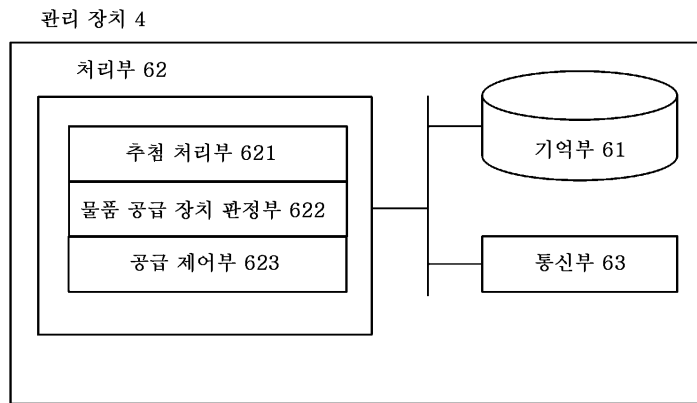 관리 장치 4
처리부 62
추첨 처리부 621
물품 공급 장치 판정부 622
공급 제어부 623
기억부 61
통신부 63